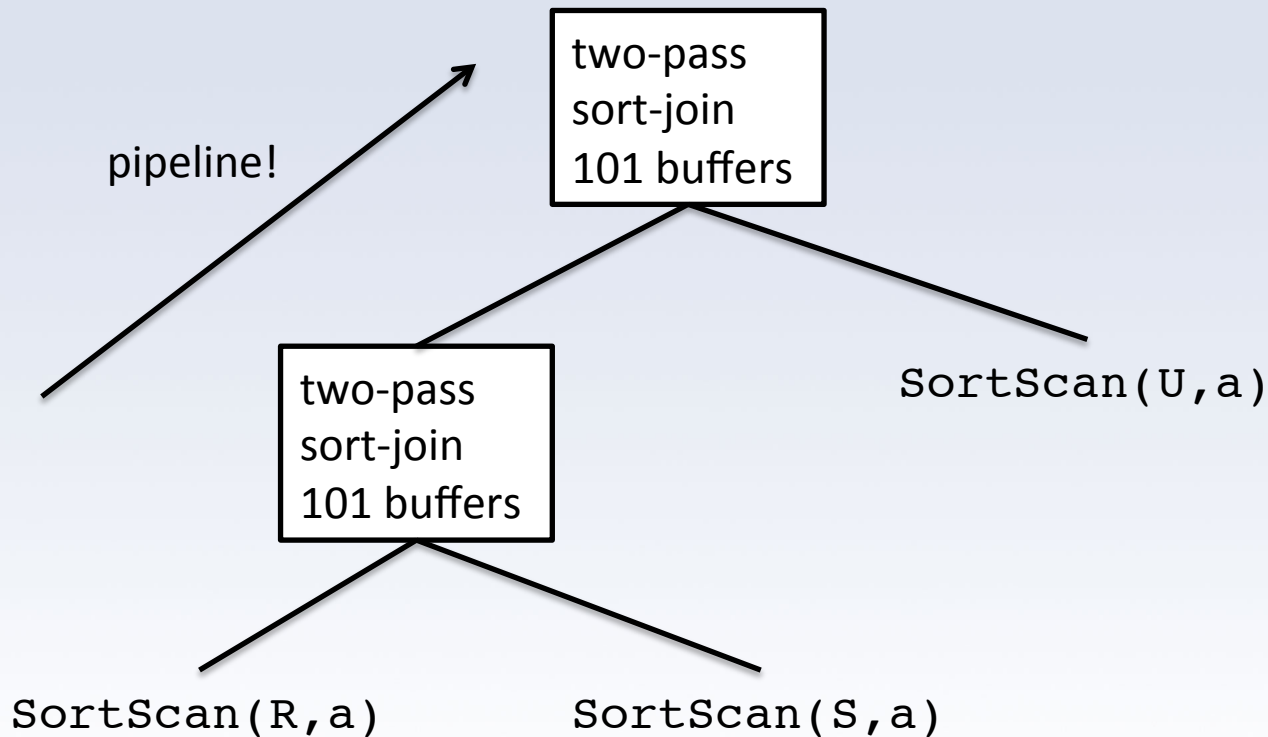 two-pass
sort-join
101 buffers
pipeline!
two-pass
sort-join
101 buffers
SortScan(U,a)
SortScan(R,a)
SortScan(S,a)